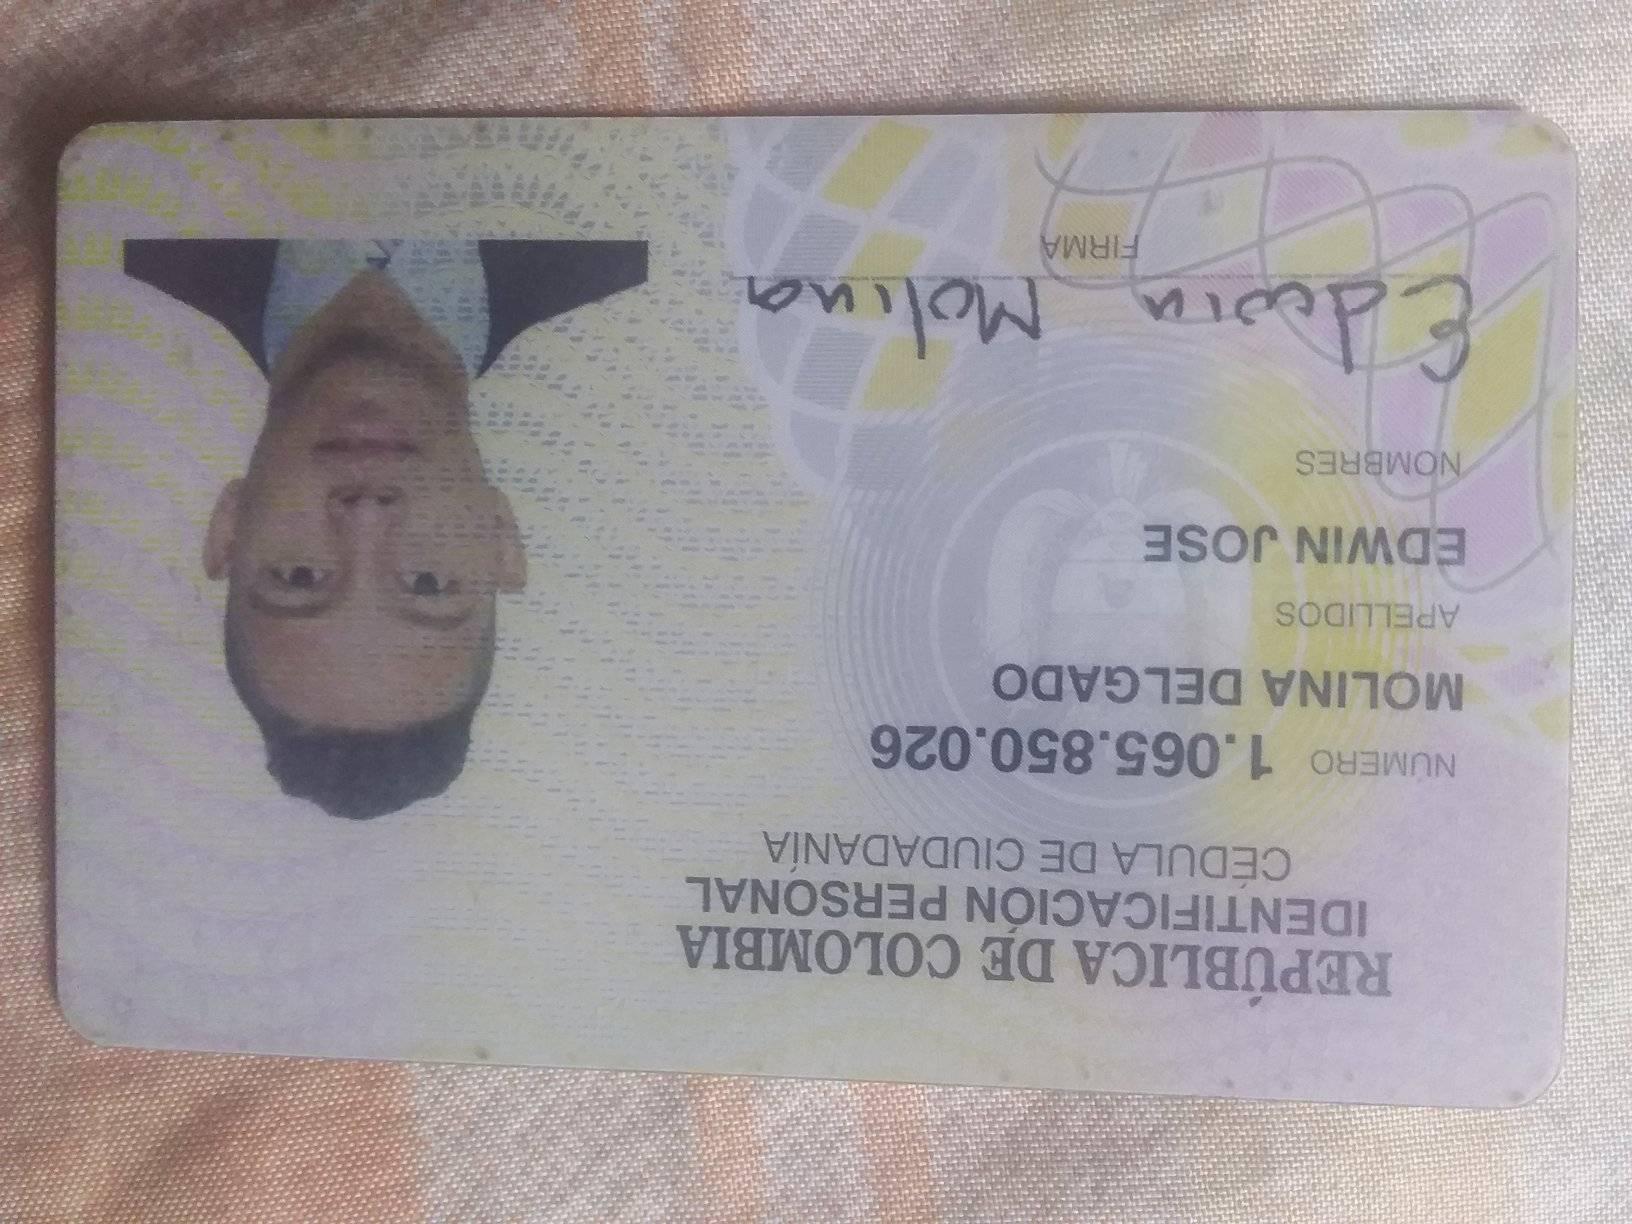 REPÚBLICA DE COLOMBIA
IDENTIFICACIÓN PERSONAL
CÉDULA DE CIUDADANÍA
NÚMERO 1.065.850.026
MOLINA DELGADO
APELLIDOS
EDWIN JOSE
NOMBRES
Edwin Molina
FIRMA